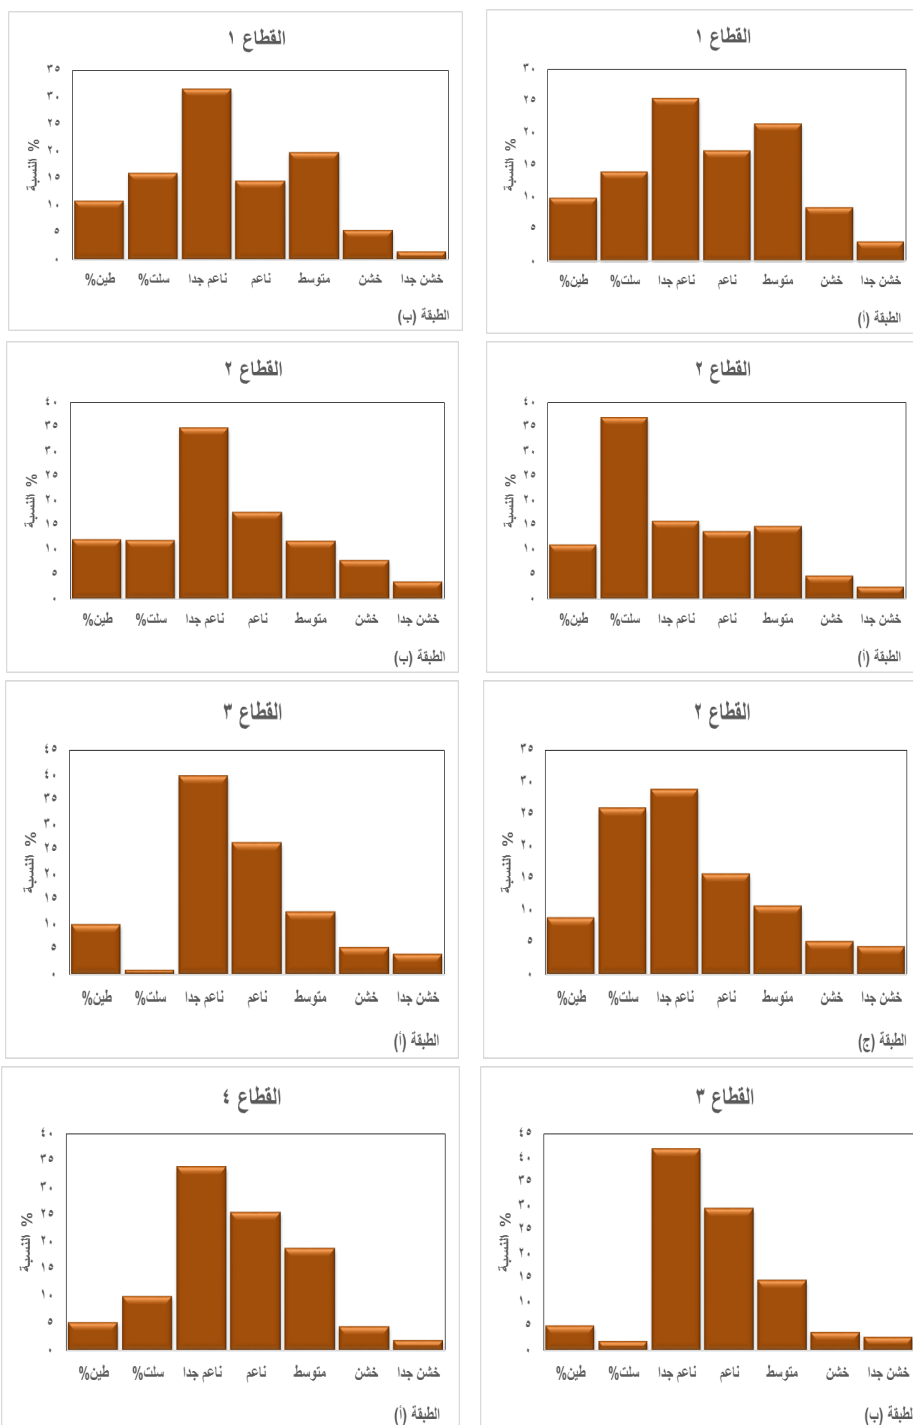 القطاع ١
٣٠
٢٥
٢٠
١٥
١٠
٥
٠
النسبة %
طين% سلت% ناعم جدا ناعم متوسط خشن خشن جدا
الطبقة (أ)
القطاع ١
٣٥
٣٠
٢٥
٢٠
١٥
١٠
٥
٠
النسبة %
طين% سلت% ناعم جدا ناعم متوسط خشن خشن جدا
الطبقة (ب)
القطاع ٢
٤٠
٣٥
٣٠
٢٥
٢٠
١٥
١٠
٥
٠
النسبة %
طين% سلت% ناعم جدا ناعم متوسط خشن خشن جدا
الطبقة (أ)
القطاع ٢
٤٠
٣٥
٣٠
٢٥
٢٠
١٥
١٠
٥
٠
النسبة %
طين% سلت% ناعم جدا ناعم متوسط خشن خشن جدا
الطبقة (ب)
القطاع ٢
٣٥
٣٠
٢٥
٢٠
١٥
١٠
٥
٠
النسبة %
طين% سلت% ناعم جدا ناعم متوسط خشن خشن جدا
الطبقة (ج)
القطاع ٣
٤٥
٤٠
٣٥
٣٠
٢٥
٢٠
١٥
١٠
٥
٠
النسبة %
طين% سلت% ناعم جدا ناعم متوسط خشن خشن جدا
الطبقة (أ)
القطاع ٣
٤٥
٤٠
٣٥
٣٠
٢٥
٢٠
١٥
١٠
٥
٠
النسبة %
طين% سلت% ناعم جدا ناعم متوسط خشن خشن جدا
الطبقة (ب)
القطاع ٤
٤٠
٣٥
٣٠
٢٥
٢٠
١٥
١٠
٥
٠
النسبة %
طين% سلت% ناعم جدا ناعم متوسط خشن خشن جدا
الطبقة (أ)